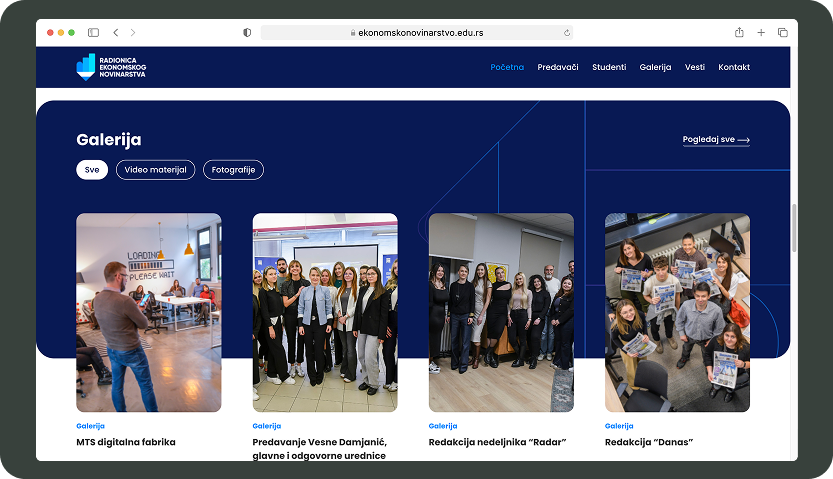 ekonomskonovinarstvo.edu.rs
RADIONICA
EKONOMSKOG
NOVINARSTVA
Početna Predavači Studenti Galerija Vesti Kontakt
Galerija
Pogledaj sve
Sve Video materijal Fotografije
LOADING
PLEASE WAIT
Galerija
MTS digitalna fabrika
Galerija
Predavanje Vesne Damjanić,
glavne i odgovorne urednice
Galerija
Redakcija nedeljnika “Radar”
Galerija
Redakcija “Danas”